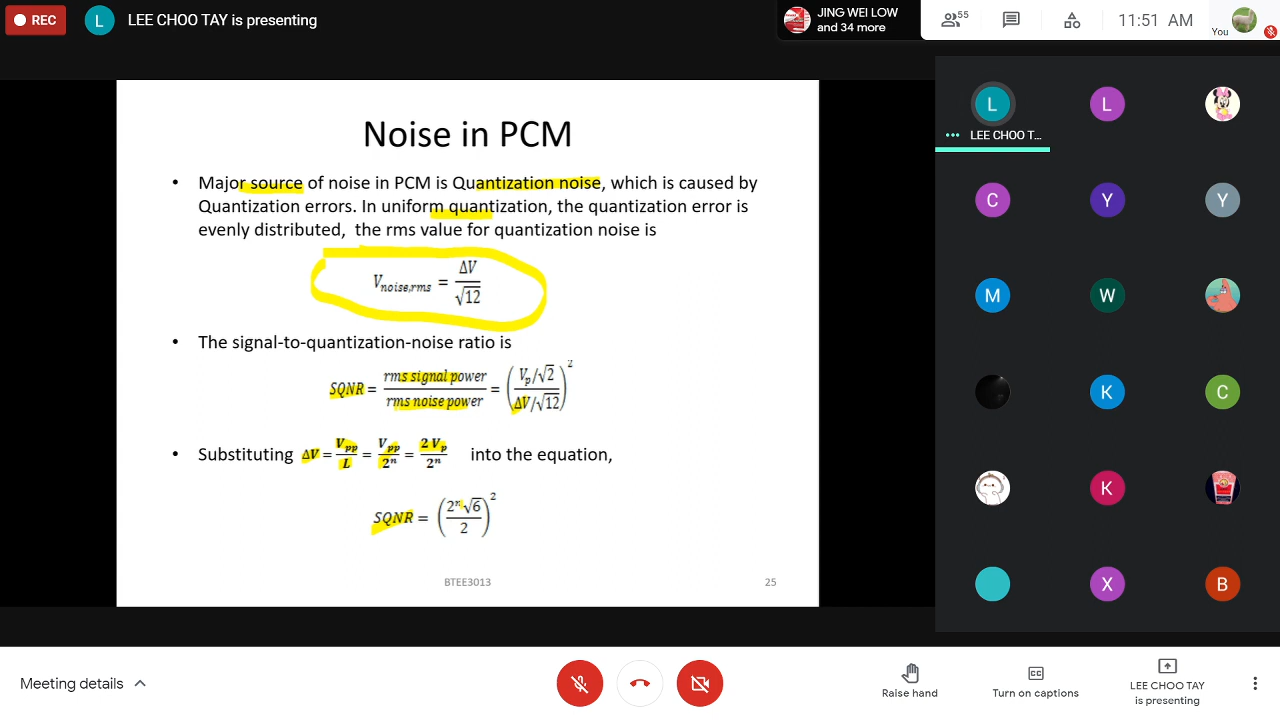 REC
L
LEE CHOO TAY is presenting
JING WEI LOW
and 34 more
55
11:51 AM
You
Noise in PCM
• Major source of noise in PCM is Quantization noise, which is caused by
Quantization errors. In uniform quantization, the quantization error is
evenly distributed, the rms value for quantization noise is
V_noise,rms = ΔV/√12
• The signal-to-quantization-noise ratio is
SQNR = rms signal power / rms noise power = ((V_p/√2) / (ΔV/√12))²
• Substituting ΔV = V_pp/L = V_pp/2ⁿ = 2 V_p/2ⁿ into the equation,
SQNR = (2ⁿ√6 / 2)²
BTEE3013
25
L
L
LEE CHOO T...
C
Y
Y
M
W
K
C
K
X
B
Meeting details
Raise hand
CC
Turn on captions
LEE CHOO TAY
is presenting